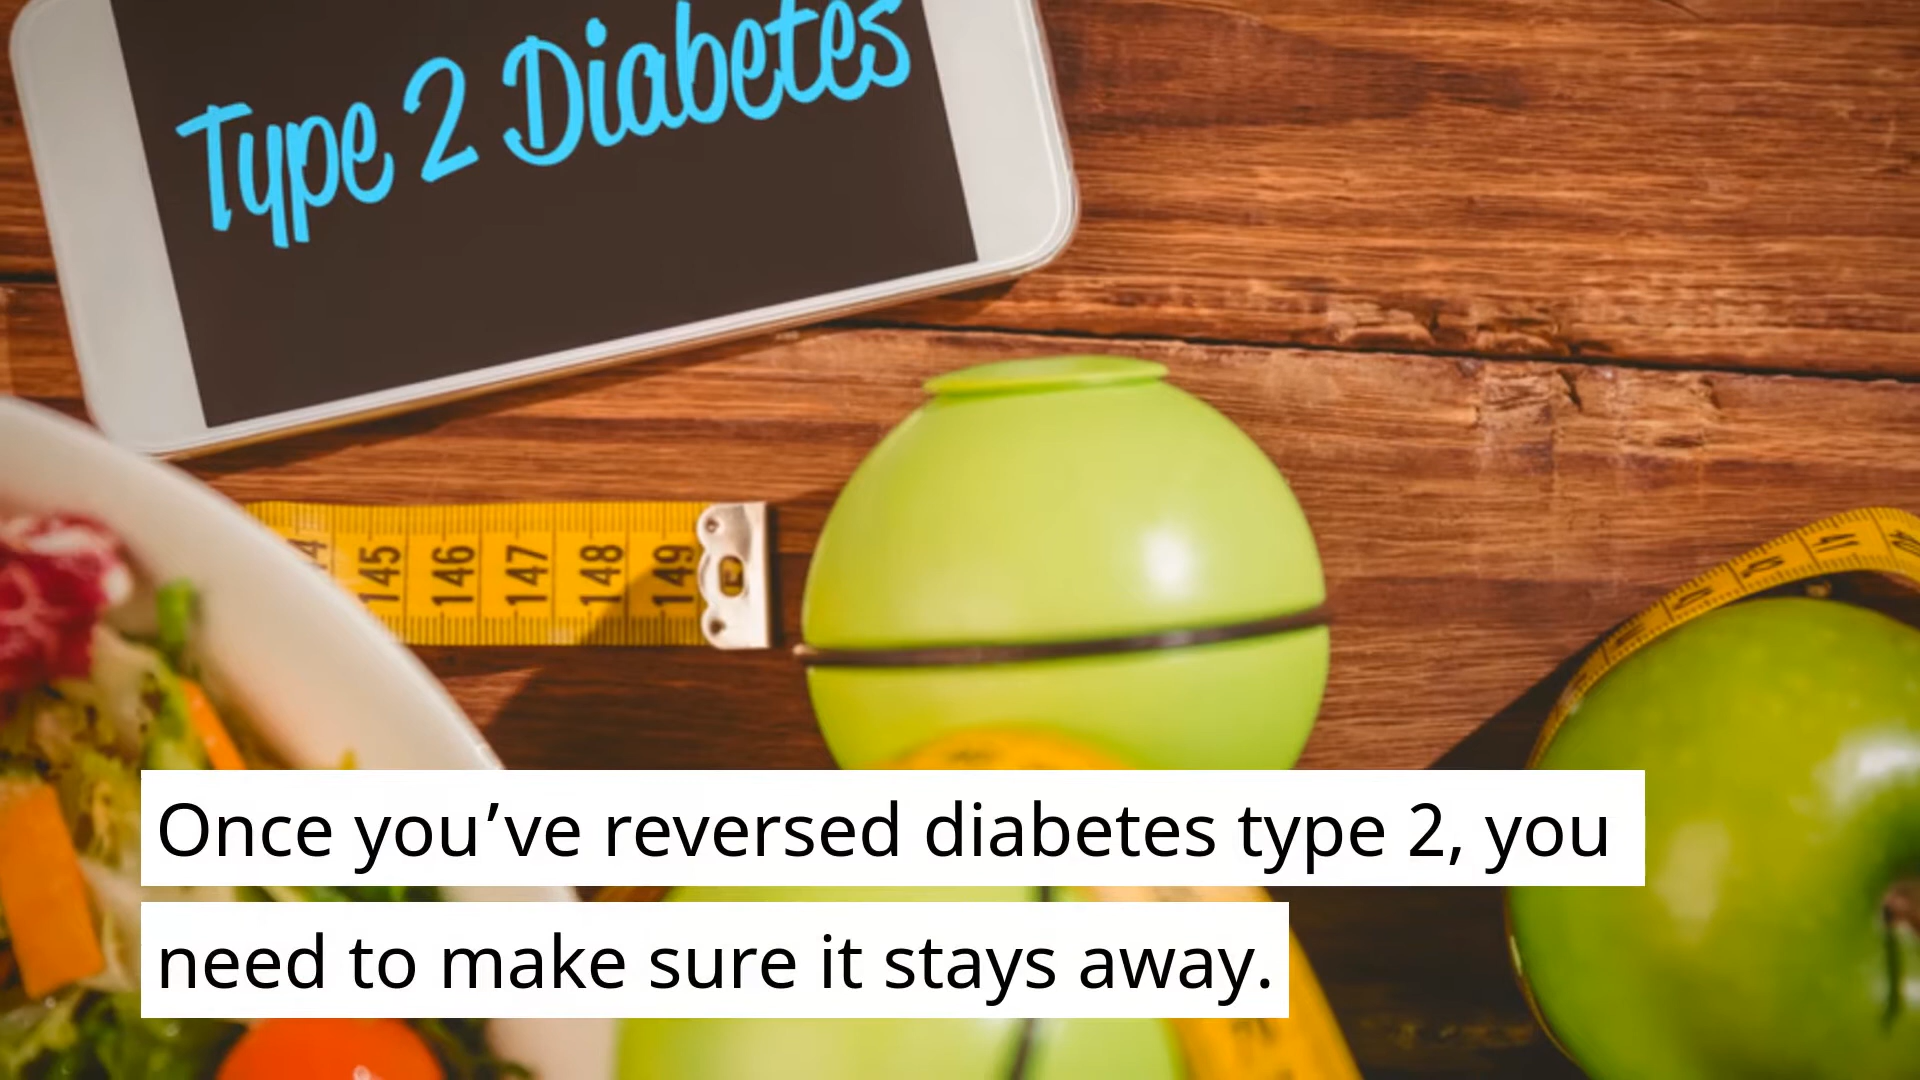 Type 2 Diabetes
145 146 147 148 149
Once you’ve reversed diabetes type 2, you
need to make sure it stays away.